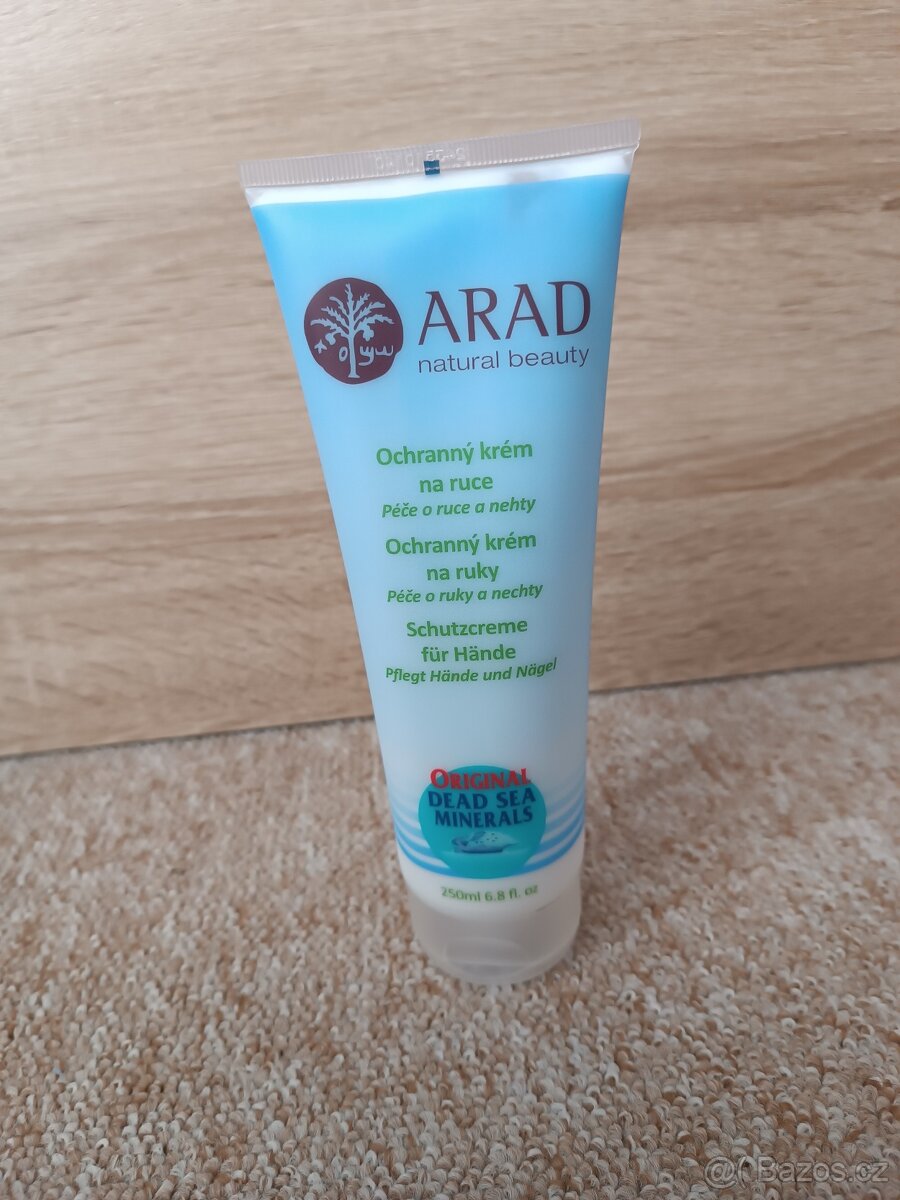 ARAD
natural beauty
Ochranný krém
na ruce
Péče o ruce a nehty
Ochranný krém
na ruky
Péče o ruky a nechty
Schutzcreme
für Hände
Pflegt Hände und Nägel
ORIGINAL
DEAD SEA
MINERALS
250ml 6.8 fl. oz
@ Bazos.cz